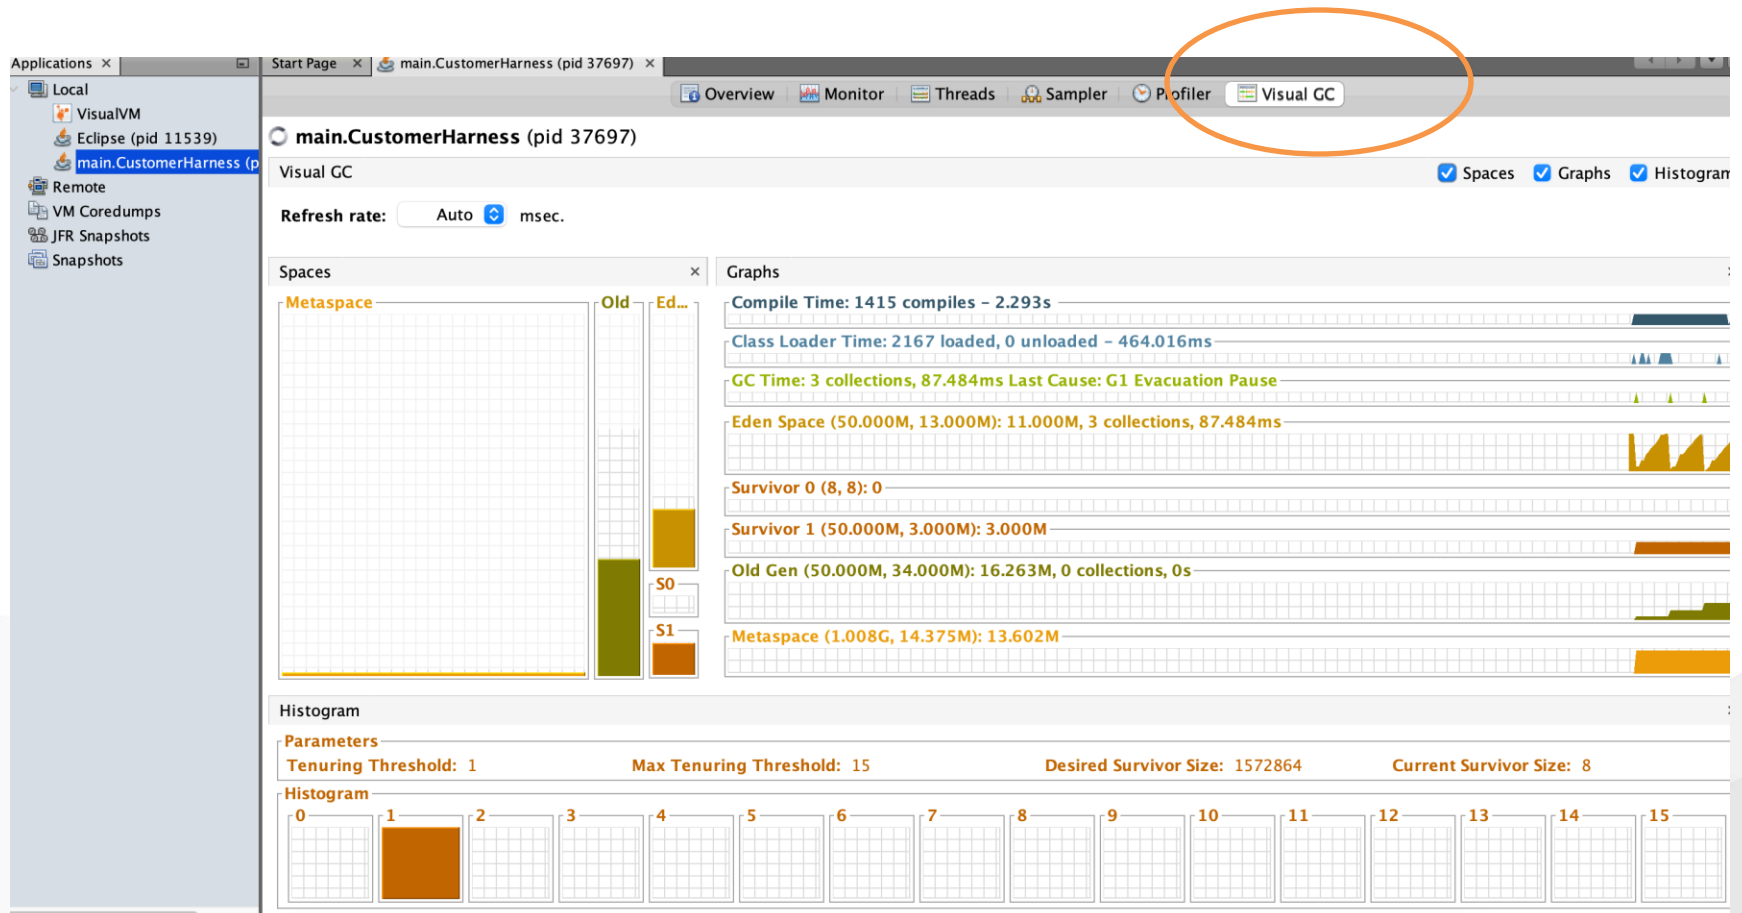 Applications ×
Start Page × main.CustomerHarness (pid 37697) ×
Local
VisualVM
Eclipse (pid 11539)
main.CustomerHarness (p
Remote
VM Coredumps
JFR Snapshots
Snapshots
Overview Monitor Threads Sampler Profiler Visual GC
main.CustomerHarness (pid 37697)
Visual GC
Spaces Graphs Histogram
Refresh rate: Auto msec.
Spaces ×
Graphs
Metaspace Old Ed...
S0
S1
Compile Time: 1415 compiles - 2.293s
Class Loader Time: 2167 loaded, 0 unloaded - 464.016ms
GC Time: 3 collections, 87.484ms Last Cause: G1 Evacuation Pause
Eden Space (50.000M, 13.000M): 11.000M, 3 collections, 87.484ms
Survivor 0 (8, 8): 0
Survivor 1 (50.000M, 3.000M): 3.000M
Old Gen (50.000M, 34.000M): 16.263M, 0 collections, 0s
Metaspace (1.008G, 14.375M): 13.602M
Histogram
Parameters
Tenuring Threshold: 1 Max Tenuring Threshold: 15 Desired Survivor Size: 1572864 Current Survivor Size: 8
Histogram
0 1 2 3 4 5 6 7 8 9 10 11 12 13 14 15